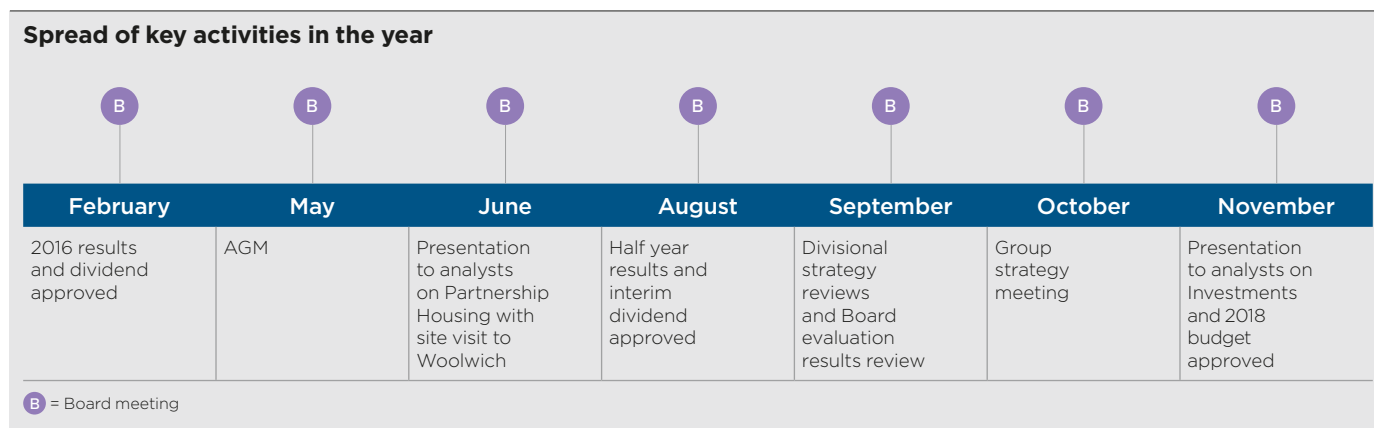 Spread of key activities in the year
B B B B B B B
February May June August September October November
2016 results
and dividend
approved
AGM
Presentation
to analysts
on Partnership
Housing with
site visit to
Woolwich
Half year
results and
interim
dividend
approved
Divisional
strategy
reviews
and Board
evaluation
results review
Group
strategy
meeting
Presentation
to analysts on
Investments
and 2018
budget
approved
B = Board meeting